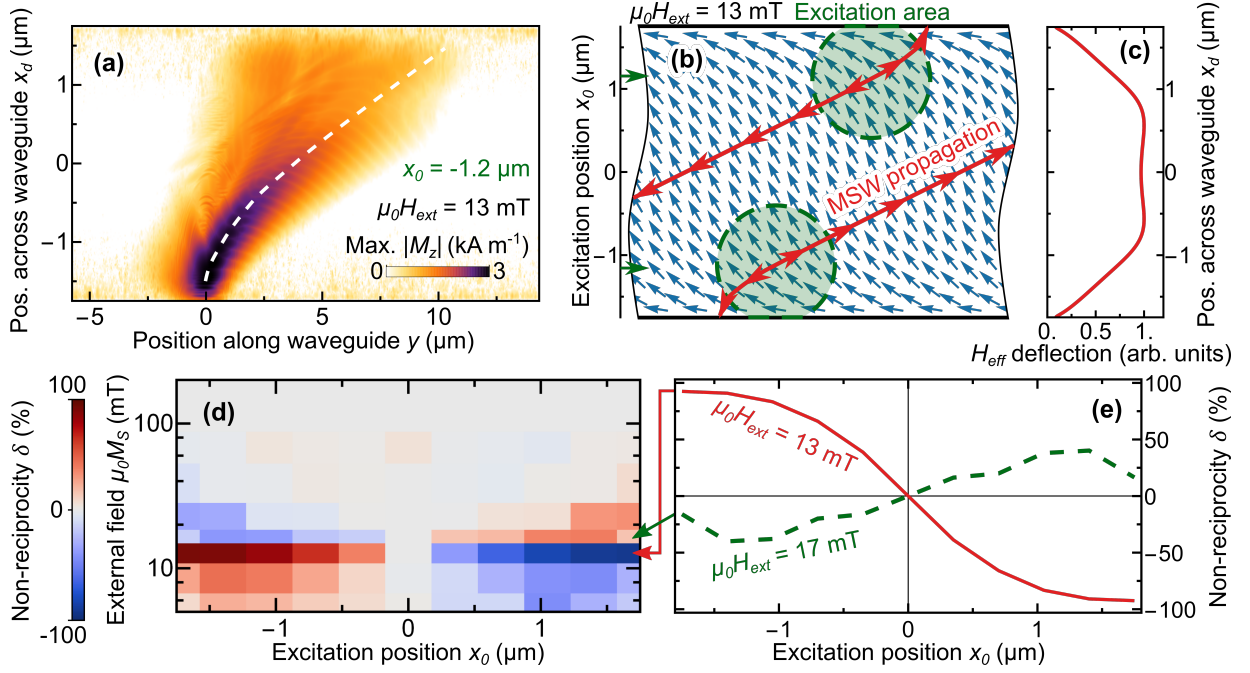 (a)
Pos. across waveguide x_d (µm)
1
0
−1
x_0 = -1.2 µm
µ_0H_ext = 13 mT
Max. |M_z| (kA m⁻¹)
0 3
−5 0 5 10
Position along waveguide y (µm)
µ_0H_ext = 13 mT Excitation area
(b)
Excitation position x_0 (µm)
1
0
−1
MSW propagation
(c)
1
0
−1
Pos. across waveguide x_d (µm)
0. 0.5 1.
H_eff deflection (arb. units)
100
0
-100
Non-reciprocity δ (%)
External field µ_0M_S (mT)
100
10
(d)
−1 0 1
Excitation position x_0 (µm)
(e)
µ_0H_ext = 13 mT
µ_0H_ext = 17 mT
100
50
0
−50
−100
Non-reciprocity δ (%)
−1 0 1
Excitation position x_0 (µm)